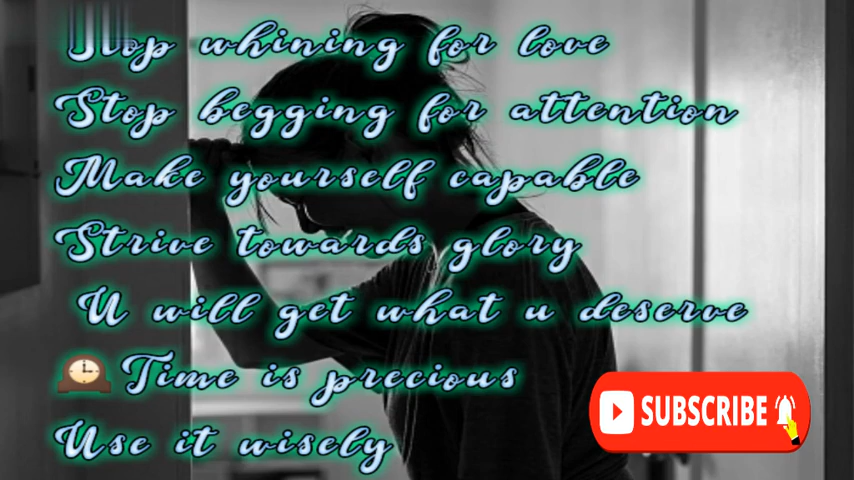 Stop whining for love
Stop begging for attention
Make yourself capable
Strive towards glory
U will get what u deserve
🕰️ Time is precious
Use it wisely
SUBSCRIBE